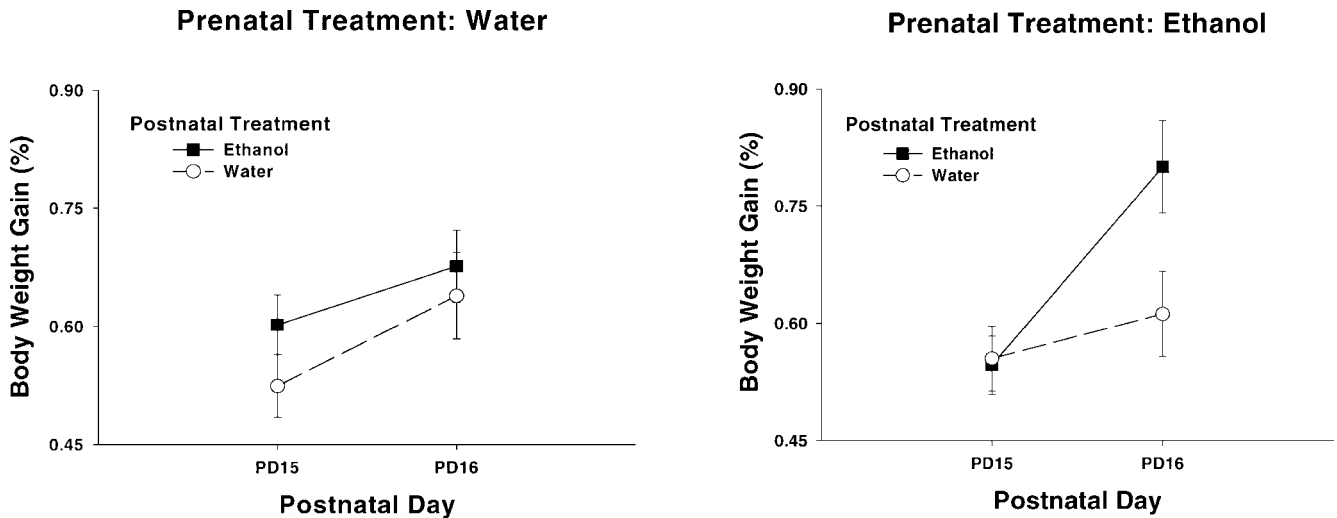 Prenatal Treatment: Water
Body Weight Gain (%)
0.90
0.75
0.60
0.45
Postnatal Treatment
Ethanol
Water
PD15
PD16
Postnatal Day
Prenatal Treatment: Ethanol
Body Weight Gain (%)
0.90
0.75
0.60
0.45
Postnatal Treatment
Ethanol
Water
PD15
PD16
Postnatal Day